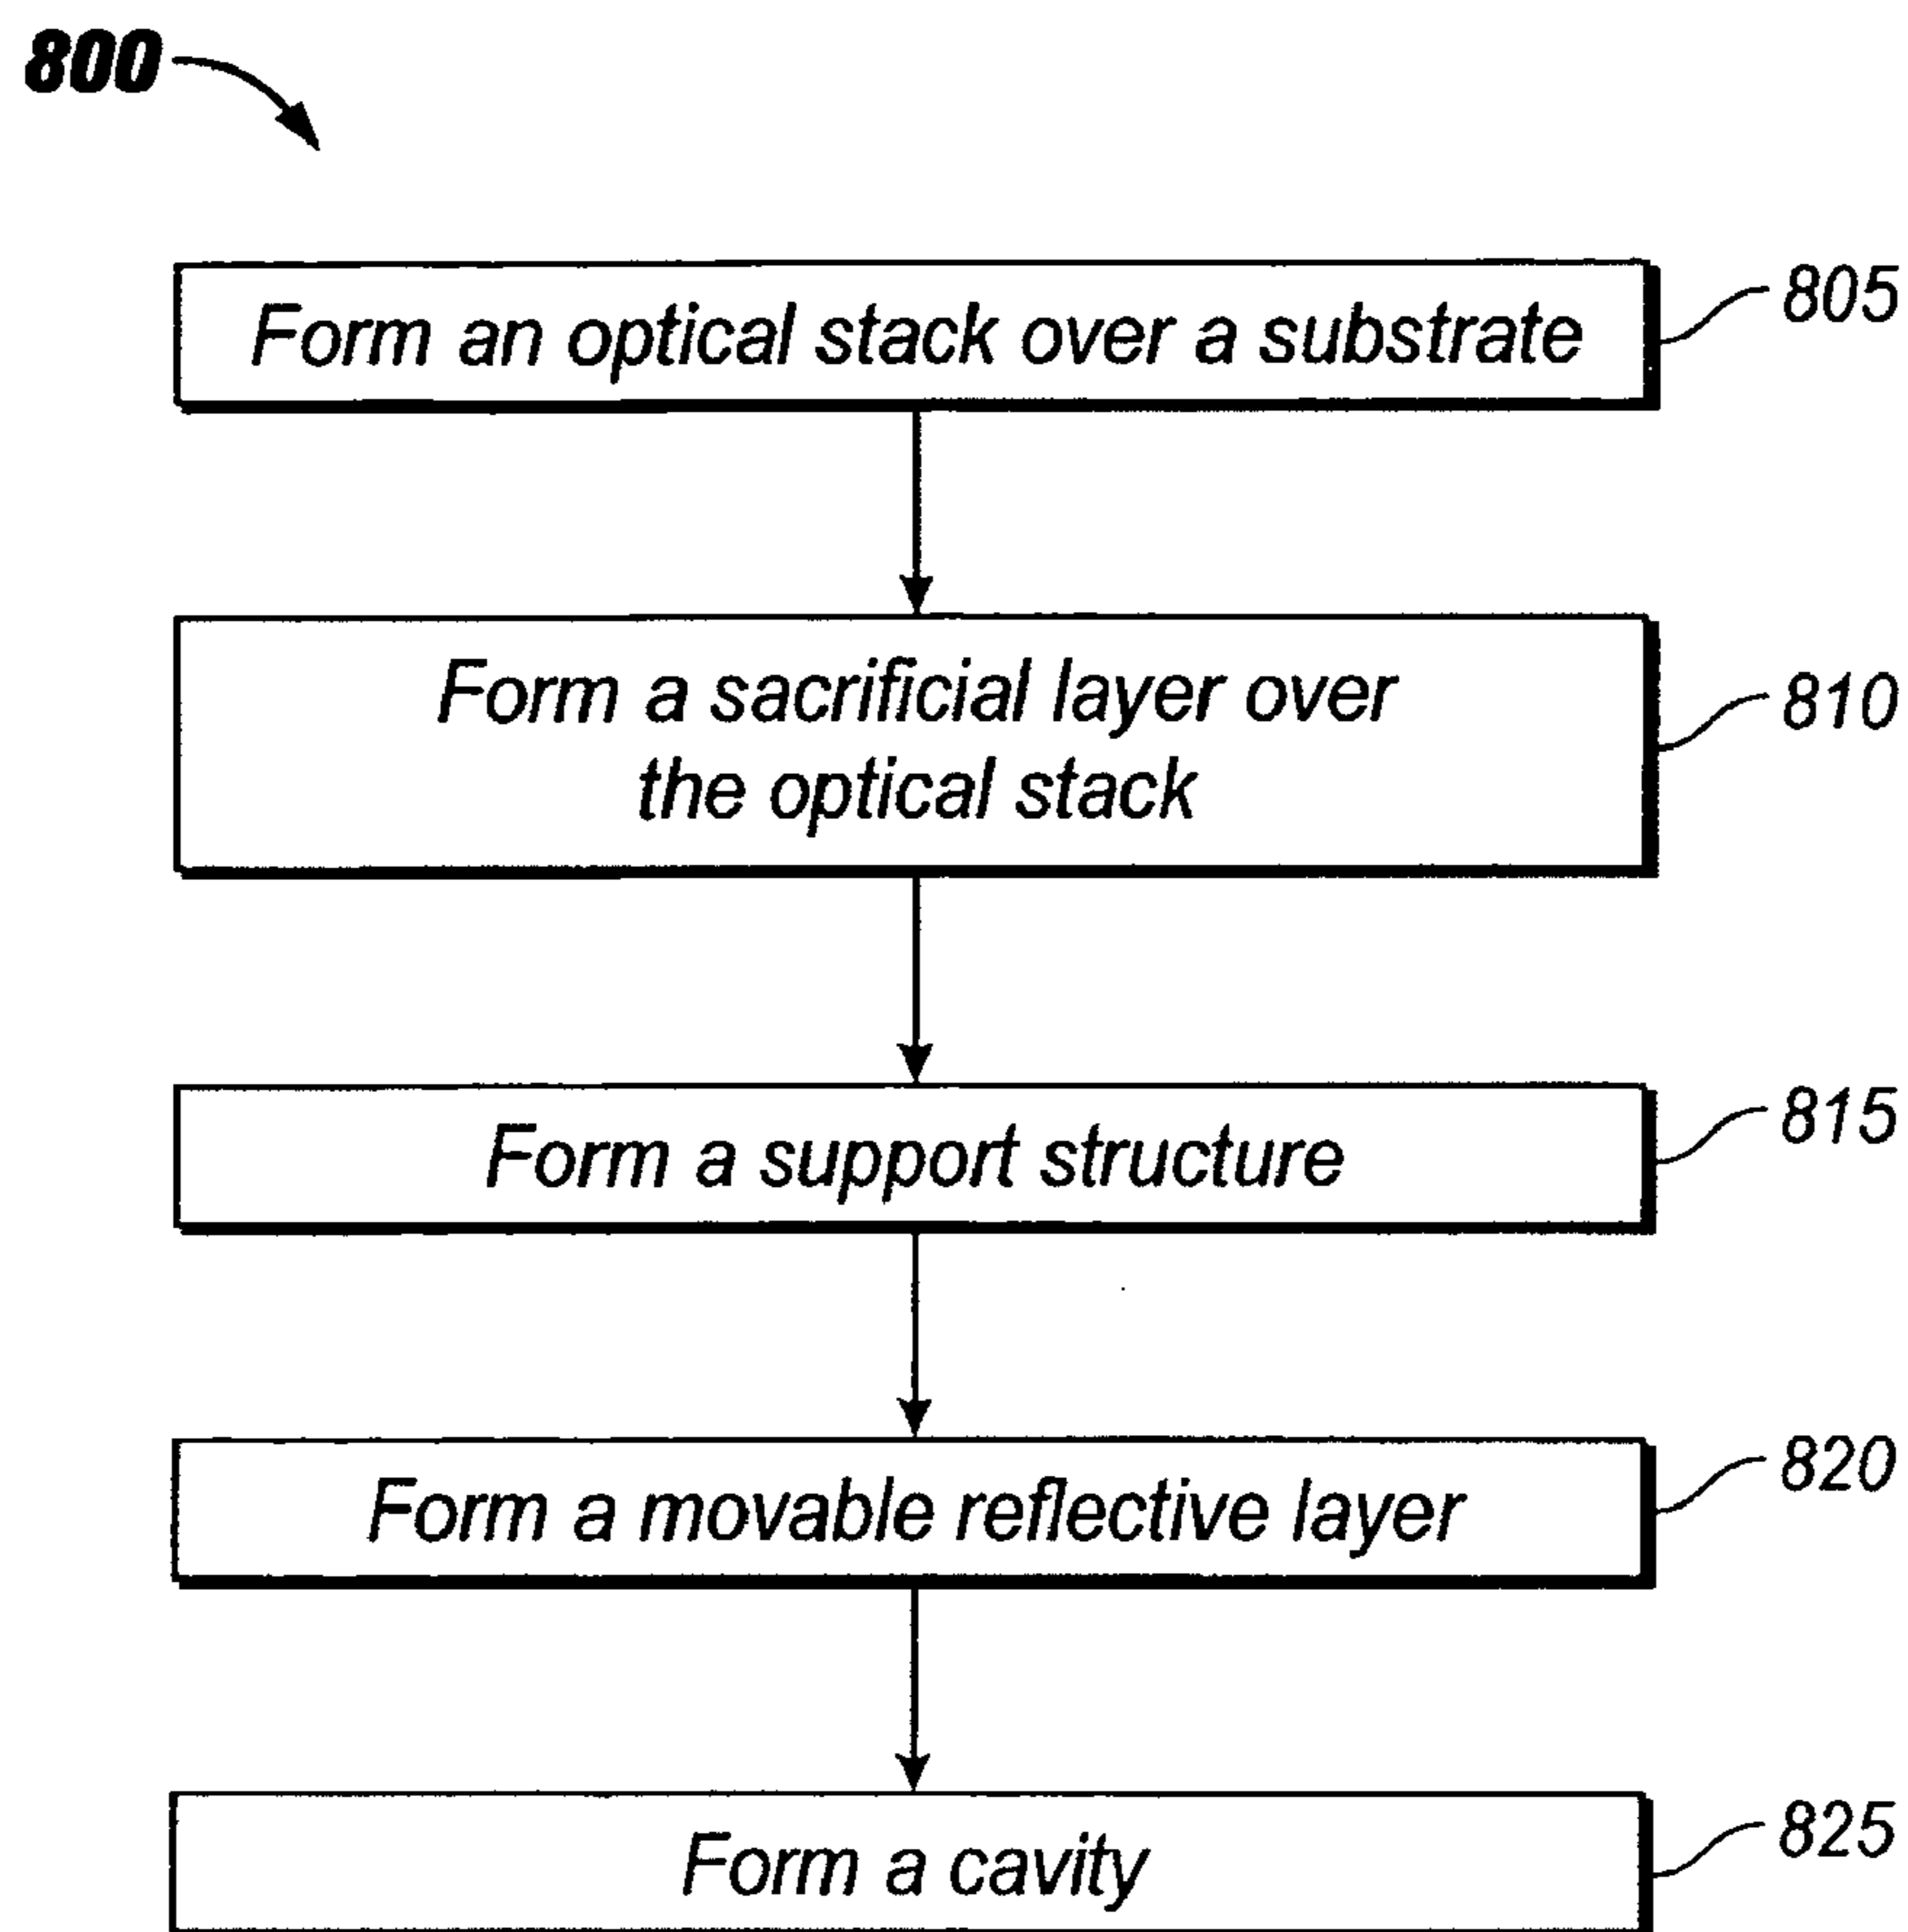 800
Form an optical stack over a substrate
805
Form a sacrificial layer over
the optical stack
810
Form a support structure
815
Form a movable reflective layer
820
Form a cavity
825